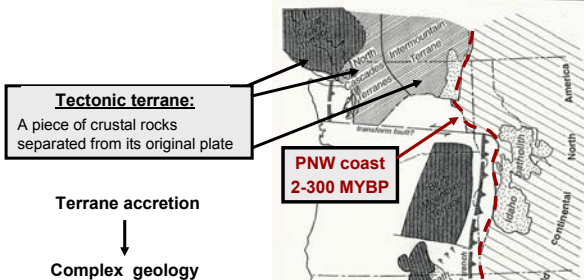 Tectonic terrane:
A piece of crustal rocks
separated from its original plate
Terrane accretion
Complex geology
North
Cascades
Terranes
Intermountain
Terrane
transform fault?
PNW coast
2-300 MYBP
Idaho
batholith
continental
North
America